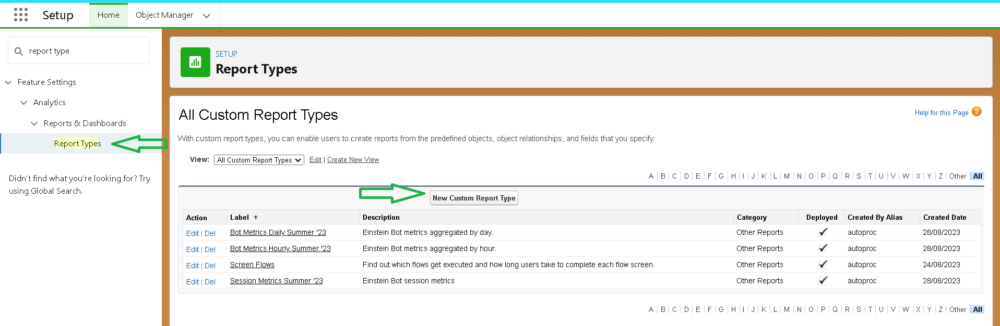 Setup
Home
Object Manager
report type
Feature Settings
Analytics
Reports & Dashboards
Report Types
Didn't find what you're looking for? Try
using Global Search.
SETUP
Report Types
All Custom Report Types
Help for this Page ?
With custom report types, you can enable users to create reports from the predefined objects, object relationships, and fields that you specify.
View: All Custom Report Types Edit | Create New View
A | B | C | D | E | F | G | H | I | J | K | L | M | N | O | P | Q | R | S | T | U | V | W | X | Y | Z | Other | All
New Custom Report Type
Action Label Description Category Deployed Created By Alias Created Date
Edit | Del Bot Metrics Daily Summer '23 Einstein Bot metrics aggregated by day. Other Reports autoproc 28/08/2023
Edit | Del Bot Metrics Hourly Summer '23 Einstein Bot metrics aggregated by hour. Other Reports autoproc 28/08/2023
Edit | Del Screen Flows Find out which flows get executed and how long users take to complete each flow screen. Other Reports autoproc 24/08/2023
Edit | Del Session Metrics Summer '23 Einstein Bot session metrics Other Reports autoproc 28/08/2023
A | B | C | D | E | F | G | H | I | J | K | L | M | N | O | P | Q | R | S | T | U | V | W | X | Y | Z | Other | All